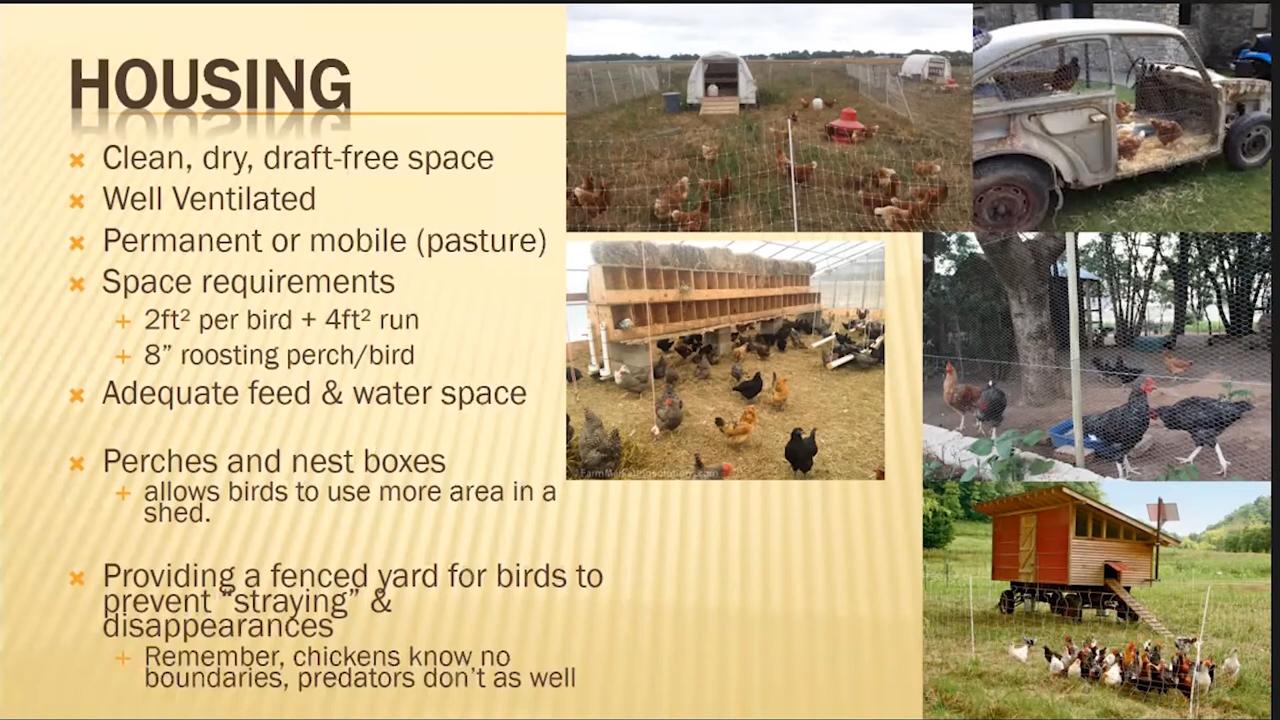 HOUSING
Clean, dry, draft-free space
Well Ventilated
Permanent or mobile (pasture)
Space requirements
2ft² per bird + 4ft² run
8” roosting perch/bird
Adequate feed & water space
Perches and nest boxes
allows birds to use more area in a
shed.
Providing a fenced yard for birds to
prevent “straying” &
disappearances
Remember, chickens know no
boundaries, predators don’t as well